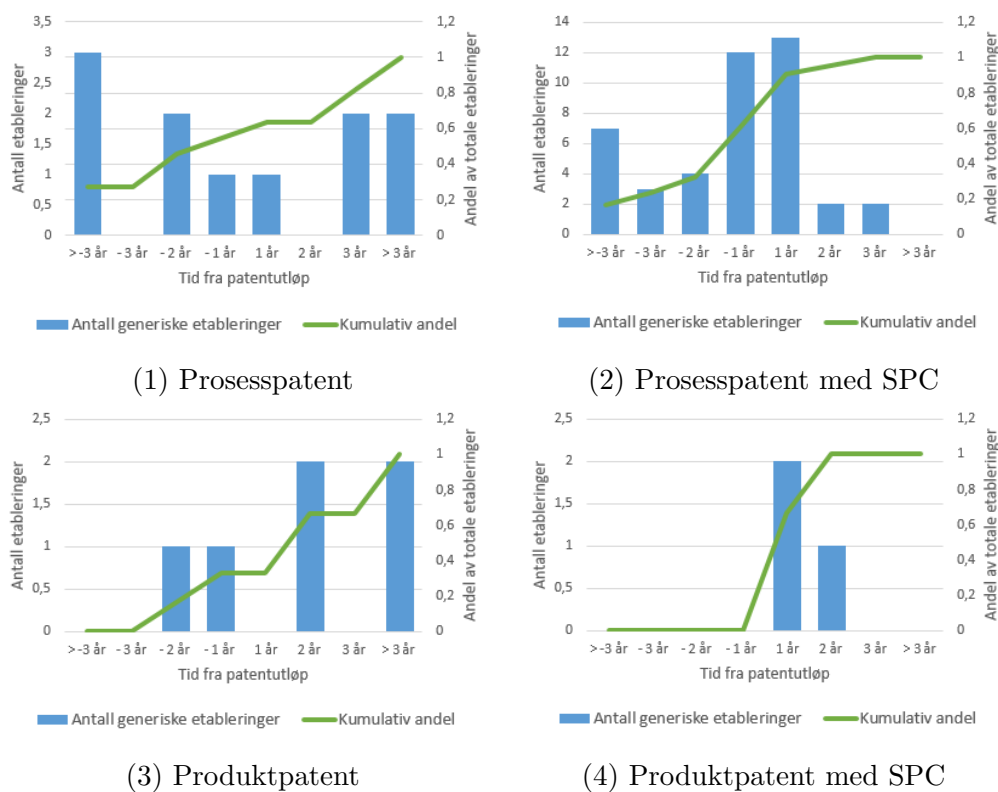 3,5
3
2,5
2
1,5
1
0,5
0
Antall etableringer
1,2
1
0,8
0,6
0,4
0,2
0
Andel av totale etableringer
> -3 år - 3 år - 2 år - 1 år 1 år 2 år 3 år > 3 år
Tid fra patentutløp
Antall generiske etableringer Kumulativ andel
(1) Prosesspatent
14
12
10
8
6
4
2
0
Antall etableringer
1,2
1
0,8
0,6
0,4
0,2
0
Andel av totale etableringer
> -3 år - 3 år - 2 år - 1 år 1 år 2 år 3 år > 3 år
Tid fra patentutløp
Antall generiske etableringer Kumulativ andel
(2) Prosesspatent med SPC
2,5
2
1,5
1
0,5
0
Antall etableringer
1,2
1
0,8
0,6
0,4
0,2
0
Andel av totale etableringer
> -3 år - 3 år - 2 år - 1 år 1 år 2 år 3 år > 3 år
Tid fra patentutløp
Antall generiske etableringer Kumulativ andel
(3) Produktpatent
2,5
2
1,5
1
0,5
0
Antall etableringer
1,2
1
0,8
0,6
0,4
0,2
0
Andel av totale etableringer
> -3 år - 3 år - 2 år - 1 år 1 år 2 år 3 år > 3 år
Tid fra patentutløp
Antall generiske etableringer Kumulativ andel
(4) Produktpatent med SPC